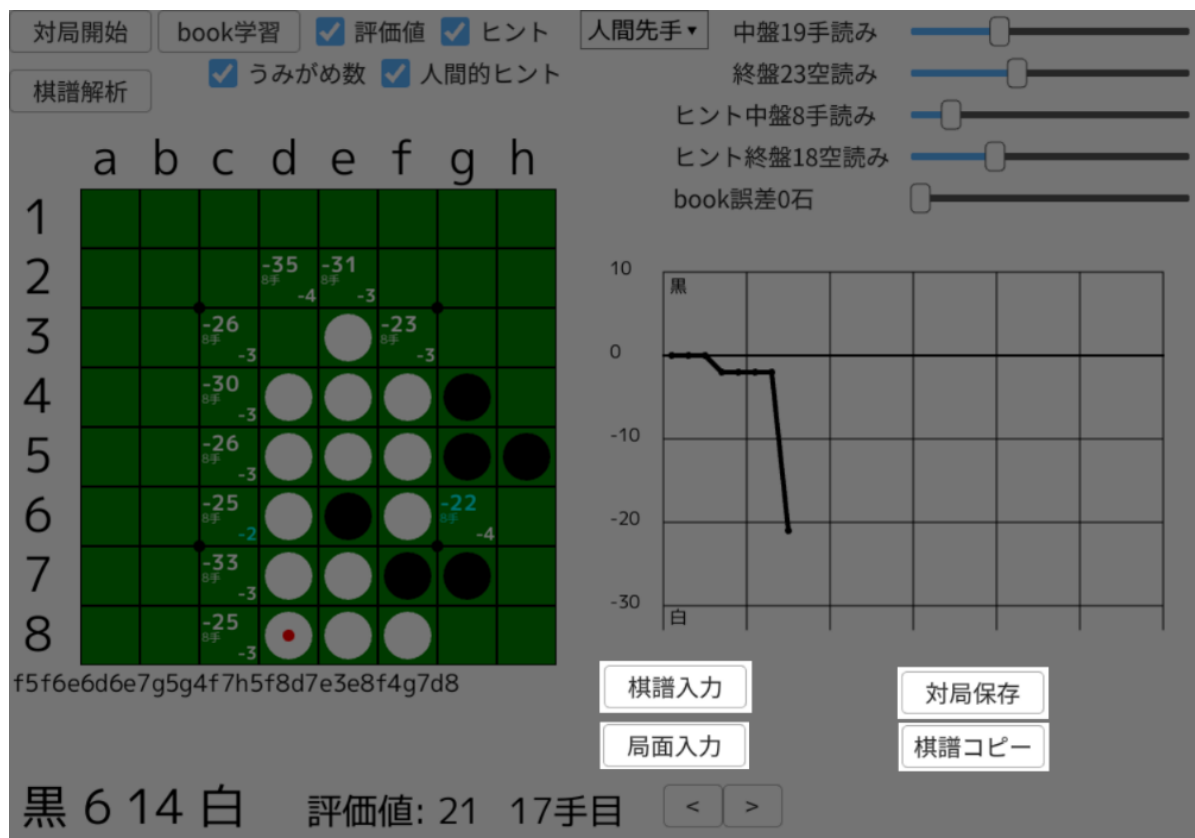 対局開始 book学習 評価値 ヒント 人間先手▾ 中盤19手読み
うみがめ数 人間的ヒント 終盤23空読み
棋譜解析
ヒント中盤8手読み
ヒント終盤18空読み
book誤差0石
a b c d e f g h
1
2 -35 8手 -4 -31 8手 -3
3 -26 8手 -3 -23 8手 -3
4 -30 8手 -3
5 -26 8手 -3
6 -25 8手 -2 -22 8手 -4
7 -33 8手 -3
8 -25 8手 -3
f5f6e6d6e7g5g4f7h5f8d7e3e8f4g7d8
10
黒
0
-10
-20
-30
白
棋譜入力 対局保存
局面入力 棋譜コピー
黒 6 14 白 評価値: 21 17手目 < >